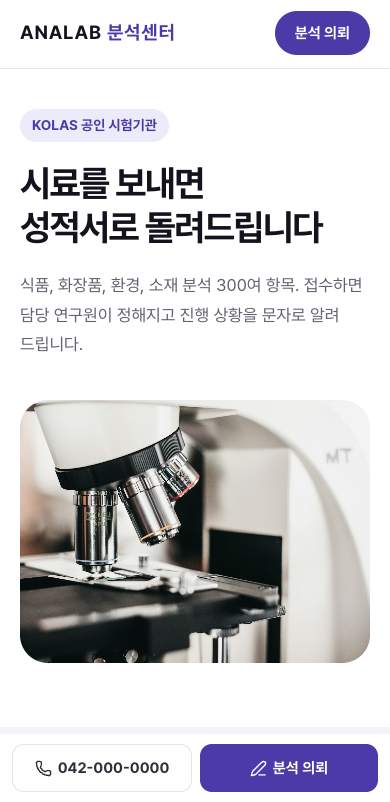 ANALAB 분석센터
분석 의뢰
KOLAS 공인 시험기관
시료를 보내면
성적서로 돌려드립니다
식품, 화장품, 환경, 소재 분석 300여 항목. 접수하면
담당 연구원이 정해지고 진행 상황을 문자로 알려
드립니다.
MT
042-000-0000
분석 의뢰